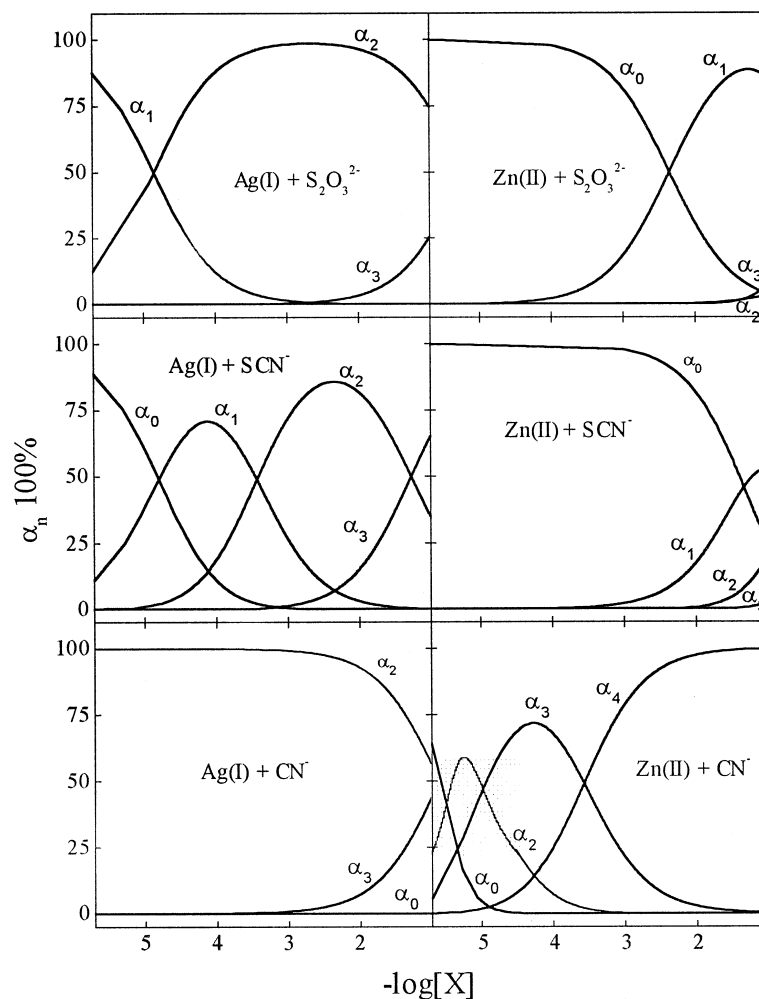 100
75
50
25
0
α1
α2
Ag(I) + S2O3 2-
α3
α0
α1
Zn(II) + S2O3 2-
α3
α2
100
75
50
25
0
Ag(I) + SCN-
α0
α1
α2
α3
α0
Zn(II) + SCN-
α1
α2
αn 100%
100
75
50
25
0
α2
Ag(I) + CN-
α3
α0
α3
α4
Zn(II) + CN-
α2
α0
5
4
3
2
5
4
3
2
-log[X]